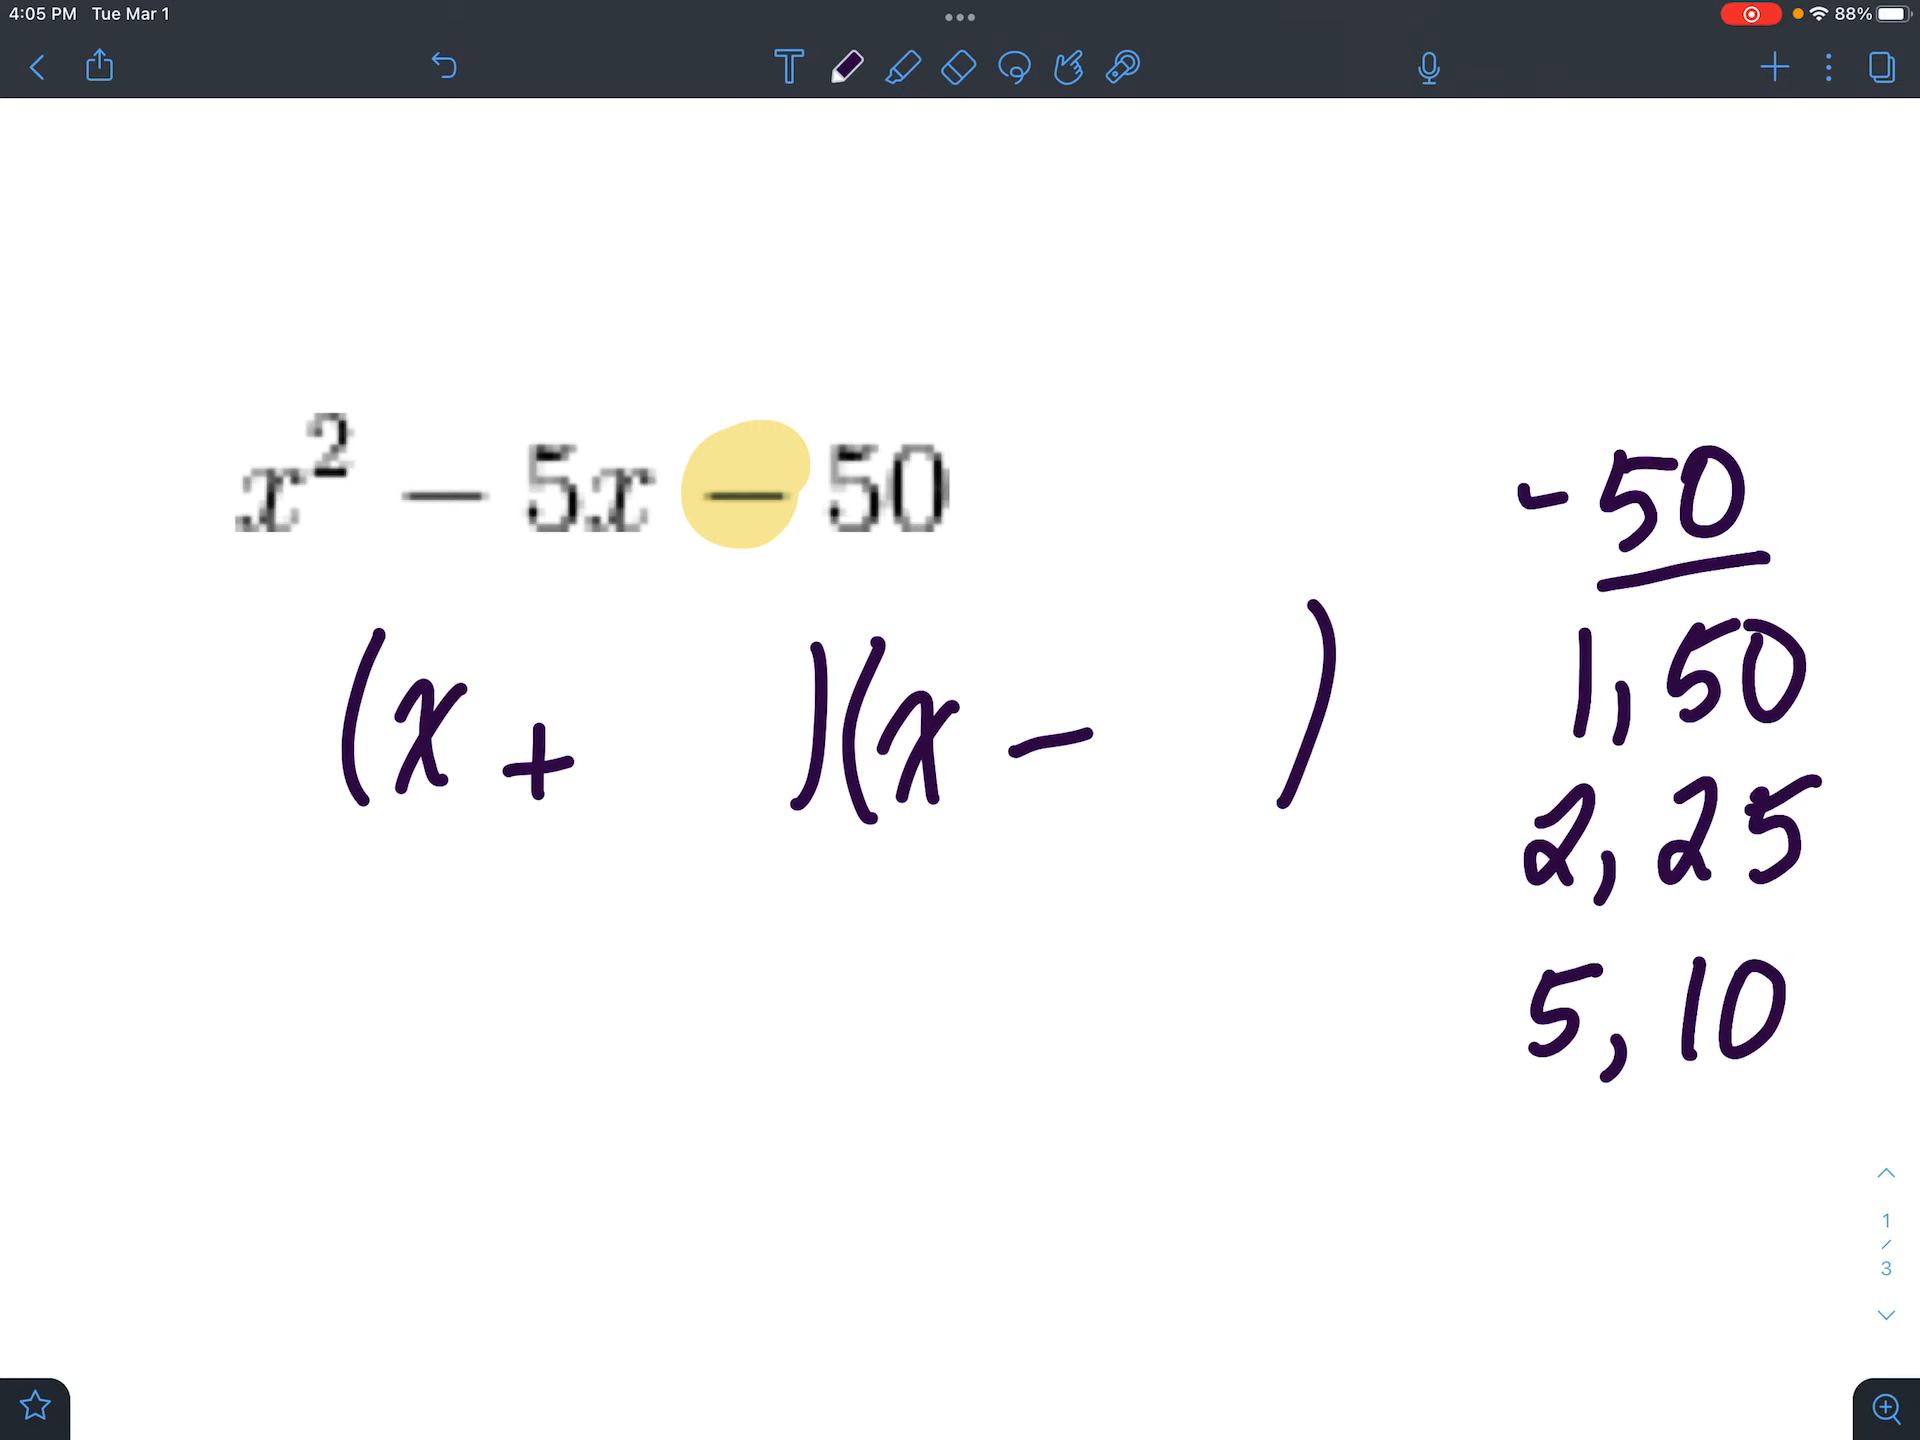 4:05 PM Tue Mar 1
88%
x² − 5x − 50
(x + )(x − )
-50
1, 50
2, 25
5, 10
1
/
3